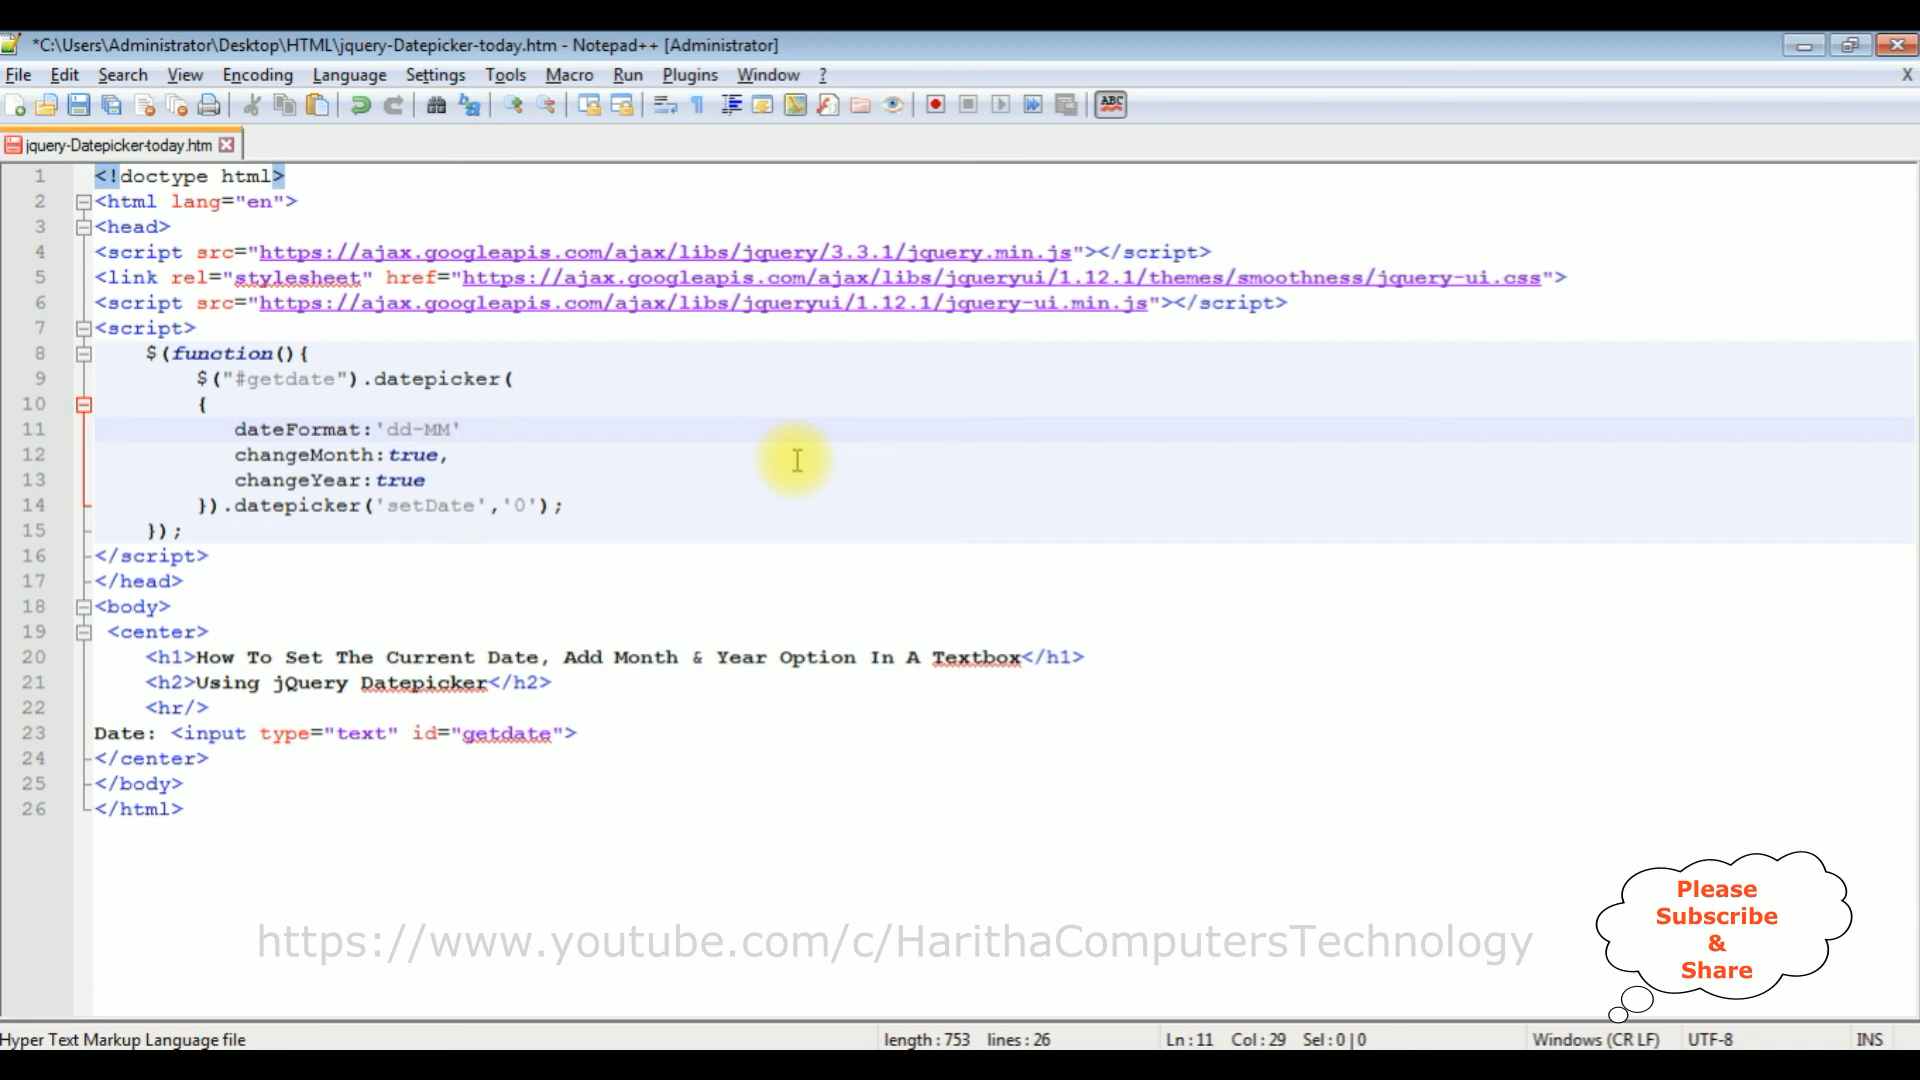 *C:\Users\Administrator\Desktop\HTML\jquery-Datepicker-today.htm - Notepad++ [Administrator]
File Edit Search View Encoding Language Settings Tools Macro Run Plugins Window ? X
ABC
jquery-Datepicker-today.htm
1 <!doctype html>
2 <html lang="en">
3 <head>
4 <script src="https://ajax.googleapis.com/ajax/libs/jquery/3.3.1/jquery.min.js"></script>
5 <link rel="stylesheet" href="https://ajax.googleapis.com/ajax/libs/jqueryui/1.12.1/themes/smoothness/jquery-ui.css">
6 <script src="https://ajax.googleapis.com/ajax/libs/jqueryui/1.12.1/jquery-ui.min.js"></script>
7 <script>
8 $(function(){
9 $("#getdate").datepicker(
10 {
11 dateFormat:'dd-MM'
12 changeMonth:true,
13 changeYear:true
14 }).datepicker('setDate','0');
15 });
16 </script>
17 </head>
18 <body>
19 <center>
20 <h1>How To Set The Current Date, Add Month & Year Option In A Textbox</h1>
21 <h2>Using jQuery Datepicker</h2>
22 <hr/>
23 Date: <input type="text" id="getdate">
24 </center>
25 </body>
26 </html>
https://www.youtube.com/c/HarithaComputersTechnology
Please
Subscribe
&
Share
Hyper Text Markup Language file length : 753 lines : 26 Ln : 11 Col : 29 Sel : 0 | 0 Windows (CR LF) UTF-8 INS